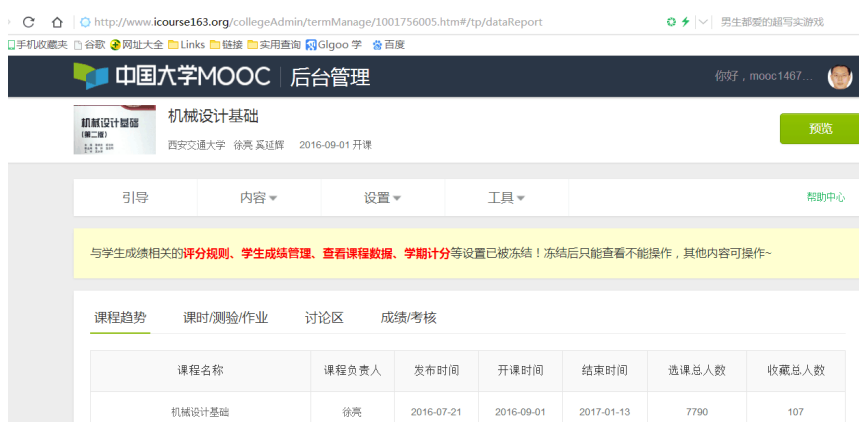 http://www.icourse163.org/collegeAdmin/termManage/1001756005.htm#/tp/dataReport 男生都爱的超写实游戏
手机收藏夹 谷歌 网址大全 Links 链接 实用查询 Glgoo 学 百度
中国大学MOOC 后台管理 你好，mooc1467...
机械设计基础
(第二版)
机械设计基础
西安交通大学 徐亮 奚延辉 2016-09-01 开课
预览
引导 内容 设置 工具 帮助中心
与学生成绩相关的评分规则、学生成绩管理、查看课程数据、学期计分等设置已被冻结！冻结后只能查看不能操作，其他内容可操作~
课程趋势 课时/测验/作业 讨论区 成绩/考核
课程名称 课程负责人 发布时间 开课时间 结束时间 选课总人数 收藏总人数
机械设计基础 徐亮 2016-07-21 2016-09-01 2017-01-13 7790 107